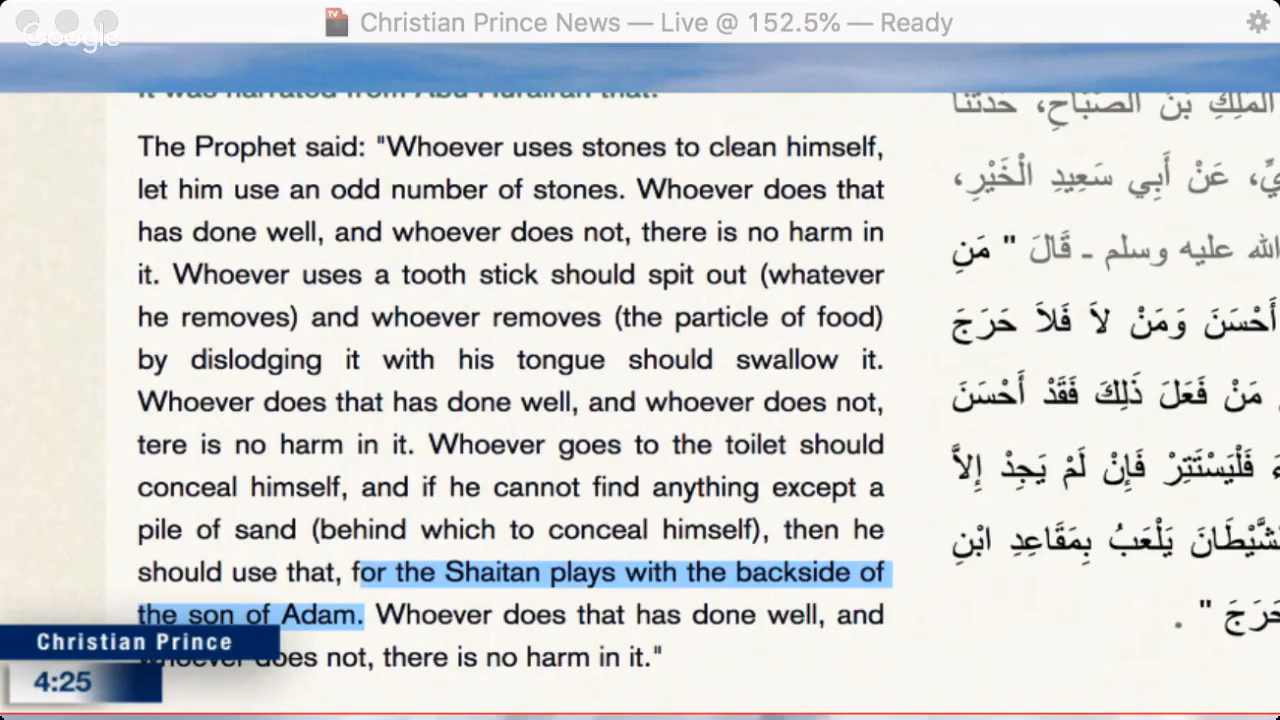 Christian Prince News — Live @ 152.5% — Ready
Google
It was narrated from Abu Hurairah that:
The Prophet said: "Whoever uses stones to clean himself,
let him use an odd number of stones. Whoever does that
has done well, and whoever does not, there is no harm in
it. Whoever uses a tooth stick should spit out (whatever
he removes) and whoever removes (the particle of food)
by dislodging it with his tongue should swallow it.
Whoever does that has done well, and whoever does not,
tere is no harm in it. Whoever goes to the toilet should
conceal himself, and if he cannot find anything except a
pile of sand (behind which to conceal himself), then he
should use that, for the Shaitan plays with the backside of
the son of Adam. Whoever does that has done well, and
whoever does not, there is no harm in it."
الْمَلِكِ بْنُ الصَّبَّاحِ، حَدَّثَنَا
عَنْ أَبِي سَعِيدِ الْخَيْرِ،
الله عليه وسلم ـ قَالَ " مَنِ
أَحْسَنَ وَمَنْ لاَ فَلاَ حَرَجَ
مَنْ فَعَلَ ذَلِكَ فَقَدْ أَحْسَنَ
فَلْيَسْتَتِرْ فَإِنْ لَمْ يَجِدْ إِلاَّ
الشَّيْطَانَ يَلْعَبُ بِمَقَاعِدِ ابْنِ
حَرَجَ " .
Christian Prince
4:25